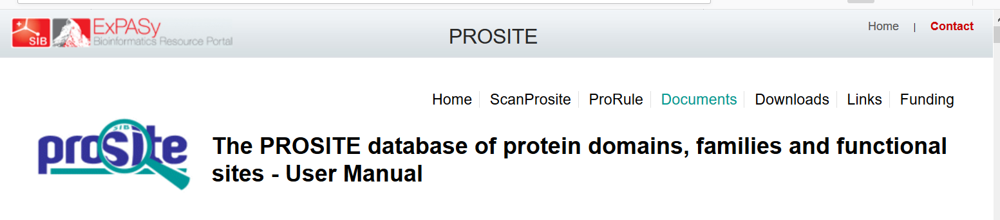 SIB
ExPASy
Bioinformatics Resource Portal
PROSITE
Home | Contact
Home ScanProsite ProRule Documents Downloads Links Funding
SIB
prosite
The PROSITE database of protein domains, families and functional
sites - User Manual